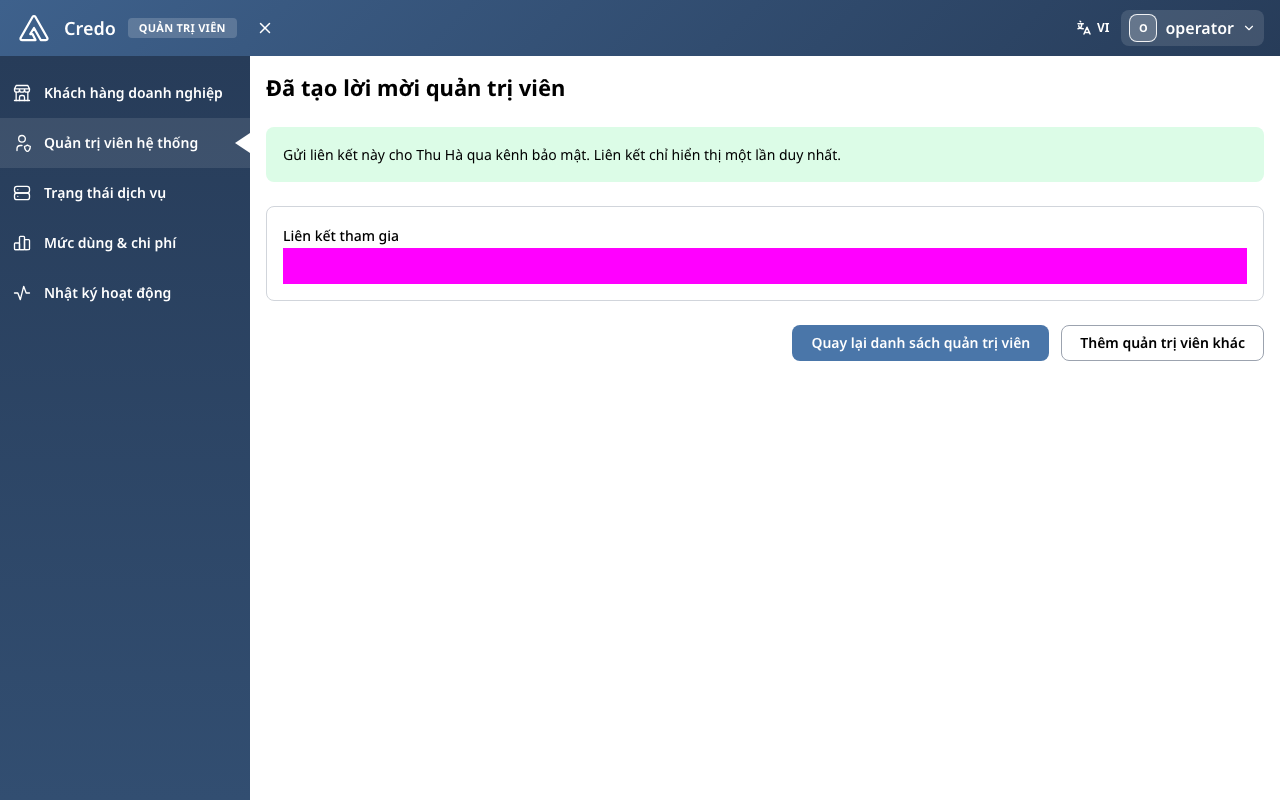 Credo
QUẢN TRỊ VIÊN
VI
O
operator
Khách hàng doanh nghiệp
Quản trị viên hệ thống
Trạng thái dịch vụ
Mức dùng & chi phí
Nhật ký hoạt động
Đã tạo lời mời quản trị viên
Gửi liên kết này cho Thu Hà qua kênh bảo mật. Liên kết chỉ hiển thị một lần duy nhất.
Liên kết tham gia
Quay lại danh sách quản trị viên
Thêm quản trị viên khác